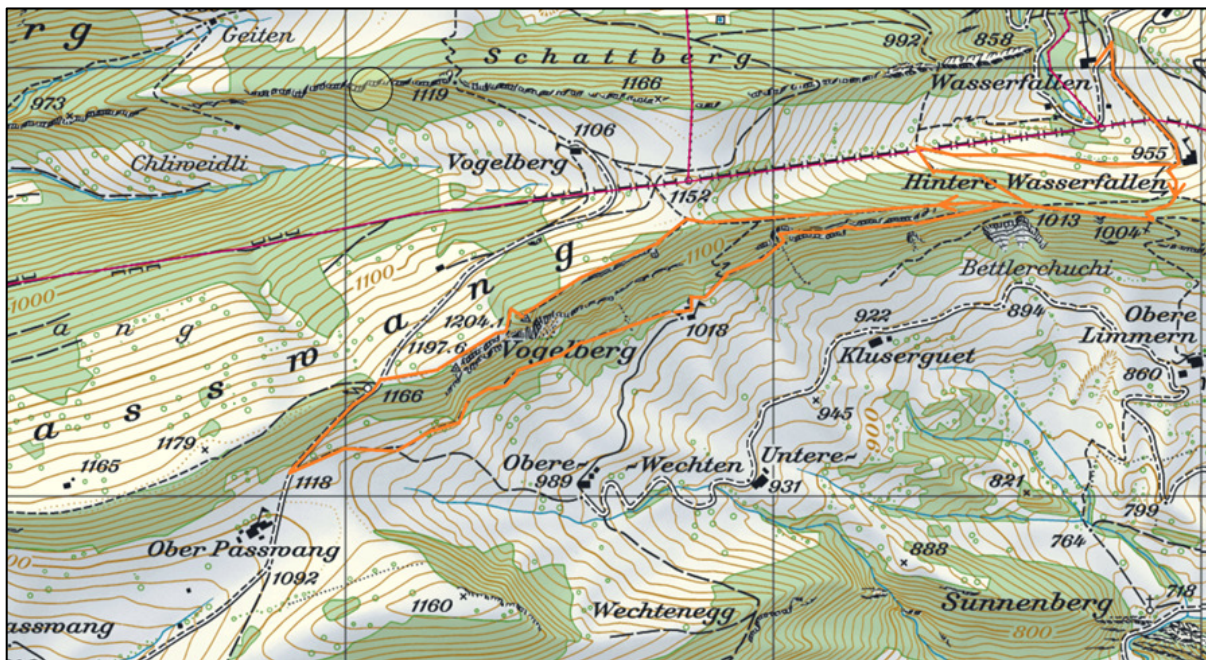 r g
Geiten
Schattberg
992
858
973
1119
1166
Wasserfallen
1106
Chliweidli
Vogelberg
955
1152
Hintere Wasserfallen
1013
1004
1100
1100
g
1000
Bettlerchuchi
n
a n g
1204.1
1018
922
894
Obere
Limmern
a
1197.6
Vogelberg
Kluserguet
w
860
1166
945
s
900
s
1179
a
1165
1118
Obere-
-Wechten
Untere-
989
931
821
799
Ober Passwang
764
888
1092
1160
718
Wechtenegg
Sunnenberg
asswang
800